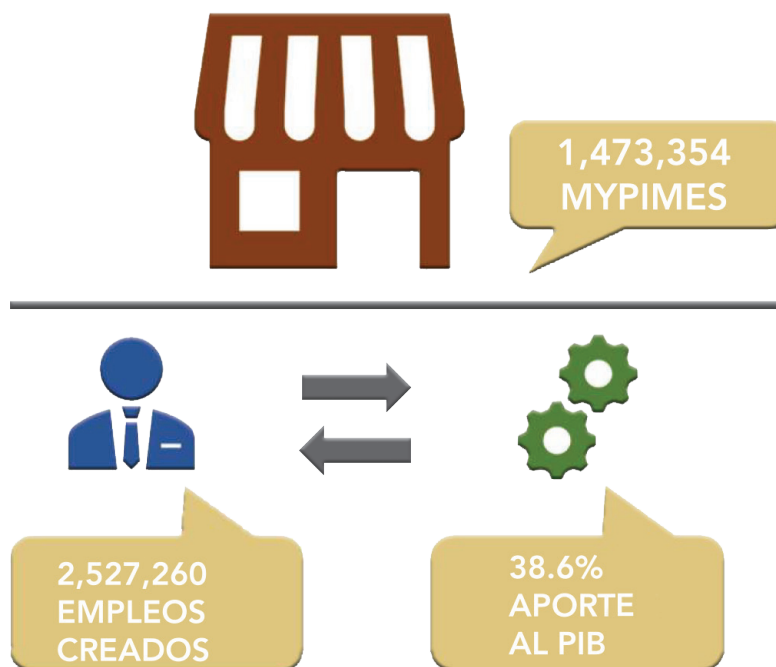 1,473,354
MYPIMES
2,527,260
EMPLEOS
CREADOS
38.6%
APORTE
AL PIB